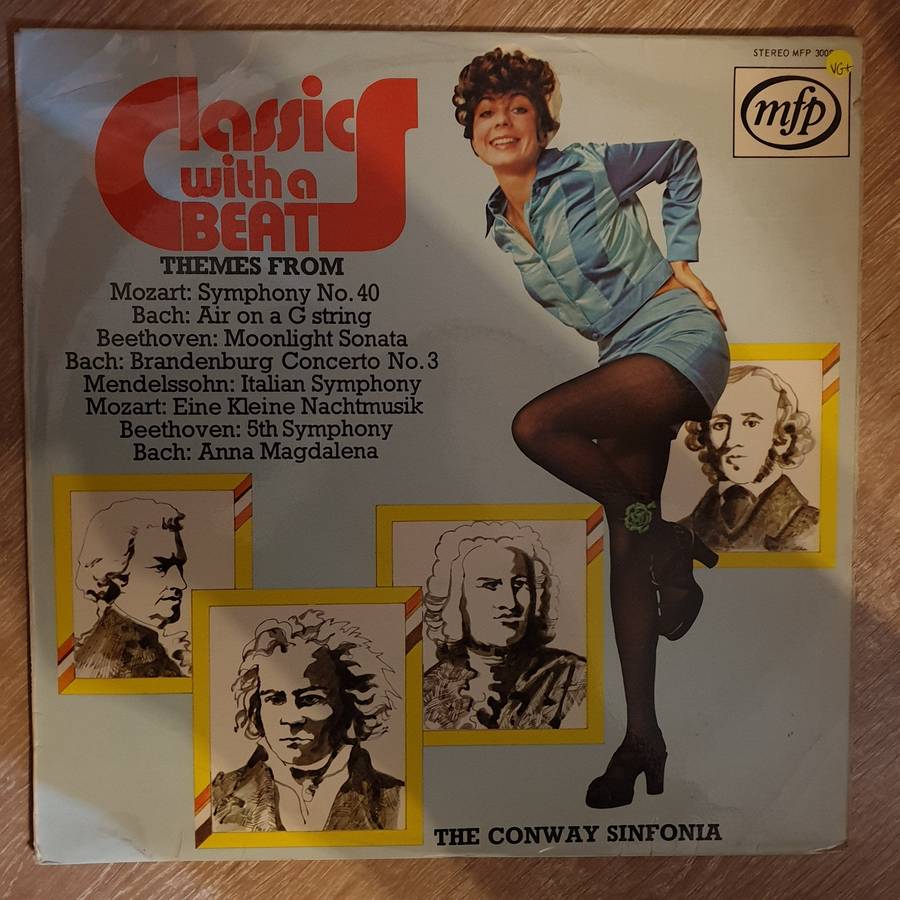 Classics
with a
BEAT
THEMES FROM
Mozart: Symphony No. 40
Bach: Air on a G string
Beethoven: Moonlight Sonata
Bach: Brandenburg Concerto No. 3
Mendelssohn: Italian Symphony
Mozart: Eine Kleine Nachtmusik
Beethoven: 5th Symphony
Bach: Anna Magdalena
STEREO MFP
VG+
mfp
THE CONWAY SINFONIA